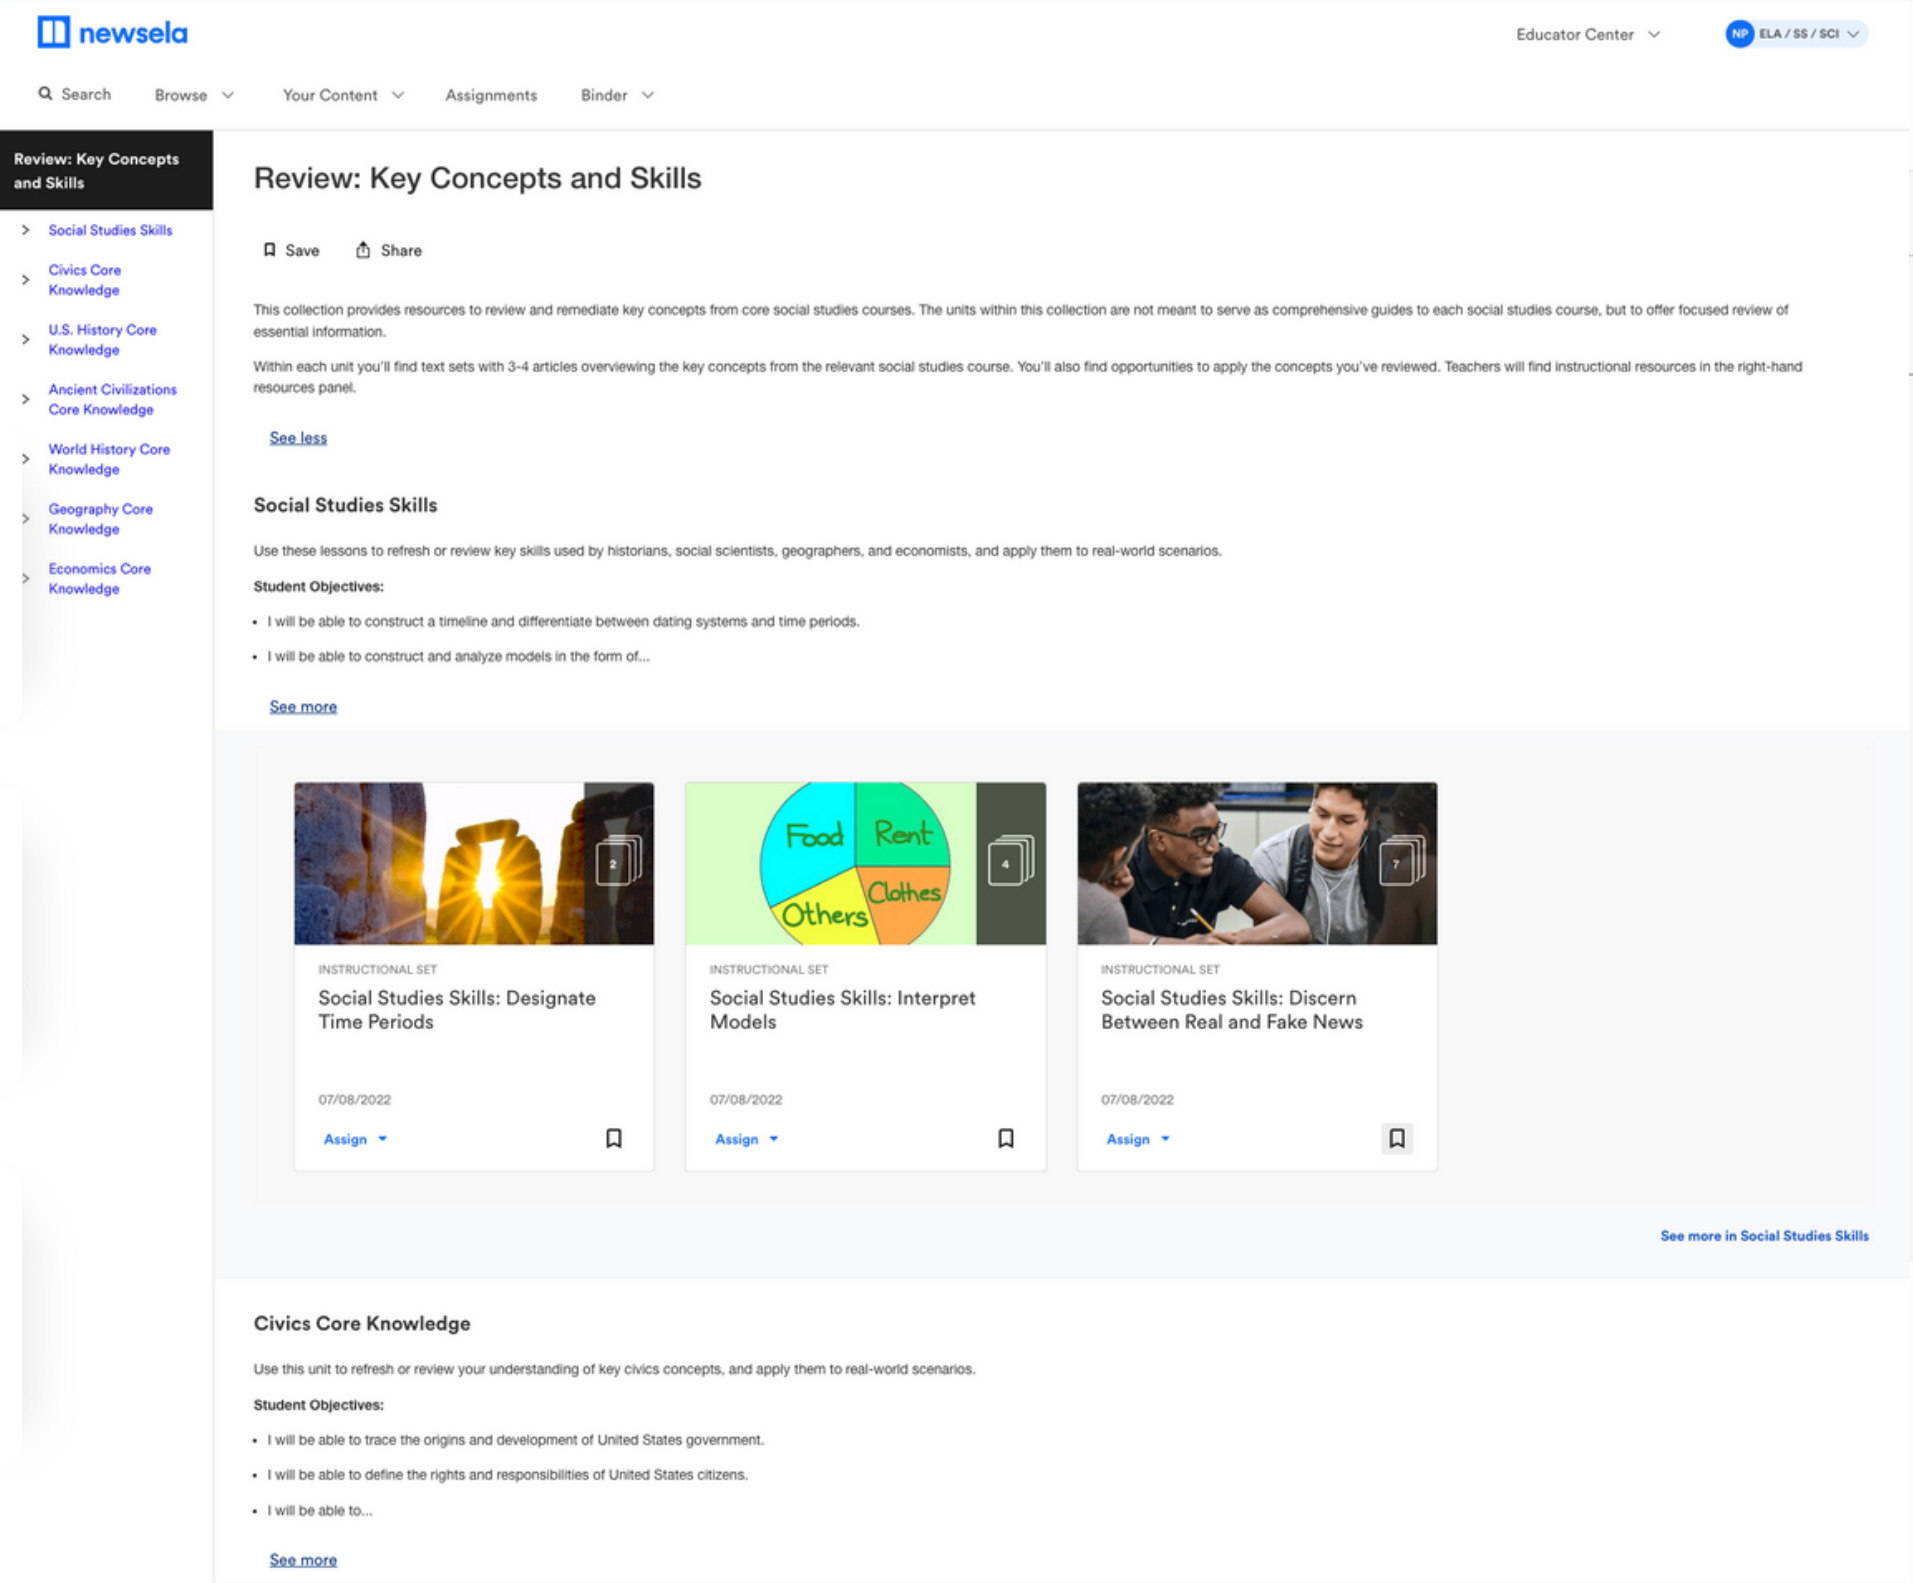 newsela
Educator Center
NP ELA / SS / SCI
Search Browse Your Content Assignments Binder
Review: Key Concepts
and Skills
Social Studies Skills
Civics Core
Knowledge
U.S. History Core
Knowledge
Ancient Civilizations
Core Knowledge
World History Core
Knowledge
Geography Core
Knowledge
Economics Core
Knowledge
Review: Key Concepts and Skills
Save Share
This collection provides resources to review and remediate key concepts from core social studies courses. The units within this collection are not meant to serve as comprehensive guides to each social studies course, but to offer focused review of
essential information.
Within each unit you'll find text sets with 3-4 articles overviewing the key concepts from the relevant social studies course. You'll also find opportunities to apply the concepts you've reviewed. Teachers will find instructional resources in the right-hand
resources panel.
See less
Social Studies Skills
Use these lessons to refresh or review key skills used by historians, social scientists, geographers, and economists, and apply them to real-world scenarios.
Student Objectives:
• I will be able to construct a timeline and differentiate between dating systems and time periods.
• I will be able to construct and analyze models in the form of...
See more
2
INSTRUCTIONAL SET
Social Studies Skills: Designate
Time Periods
07/08/2022
Assign
Food Rent
Clothes
Others
4
INSTRUCTIONAL SET
Social Studies Skills: Interpret
Models
07/08/2022
Assign
7
INSTRUCTIONAL SET
Social Studies Skills: Discern
Between Real and Fake News
07/08/2022
Assign
See more in Social Studies Skills
Civics Core Knowledge
Use this unit to refresh or review your understanding of key civics concepts, and apply them to real-world scenarios.
Student Objectives:
• I will be able to trace the origins and development of United States government.
• I will be able to define the rights and responsibilities of United States citizens.
• I will be able to...
See more